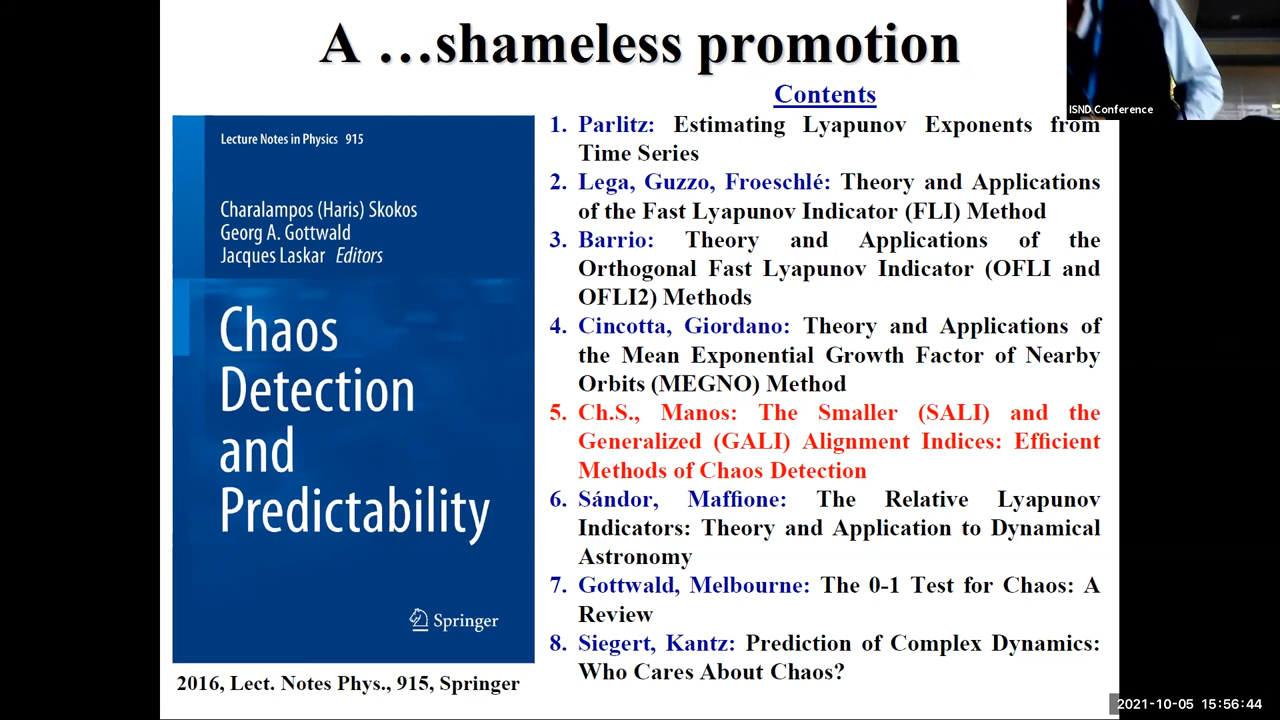 A …shameless promotion
ISND Conference
Contents
Lecture Notes in Physics 915
Charalampos (Haris) Skokos
Georg A. Gottwald
Jacques Laskar Editors
Chaos
Detection
and
Predictability
Springer
2016, Lect. Notes Phys., 915, Springer
1. Parlitz: Estimating Lyapunov Exponents from
Time Series
2. Lega, Guzzo, Froeschlé: Theory and Applications
of the Fast Lyapunov Indicator (FLI) Method
3. Barrio: Theory and Applications of the
Orthogonal Fast Lyapunov Indicator (OFLI and
OFLI2) Methods
4. Cincotta, Giordano: Theory and Applications of
the Mean Exponential Growth Factor of Nearby
Orbits (MEGNO) Method
5. Ch.S., Manos: The Smaller (SALI) and the
Generalized (GALI) Alignment Indices: Efficient
Methods of Chaos Detection
6. Sándor, Maffione: The Relative Lyapunov
Indicators: Theory and Application to Dynamical
Astronomy
7. Gottwald, Melbourne: The 0-1 Test for Chaos: A
Review
8. Siegert, Kantz: Prediction of Complex Dynamics:
Who Cares About Chaos?
2021-10-05 15:56:44